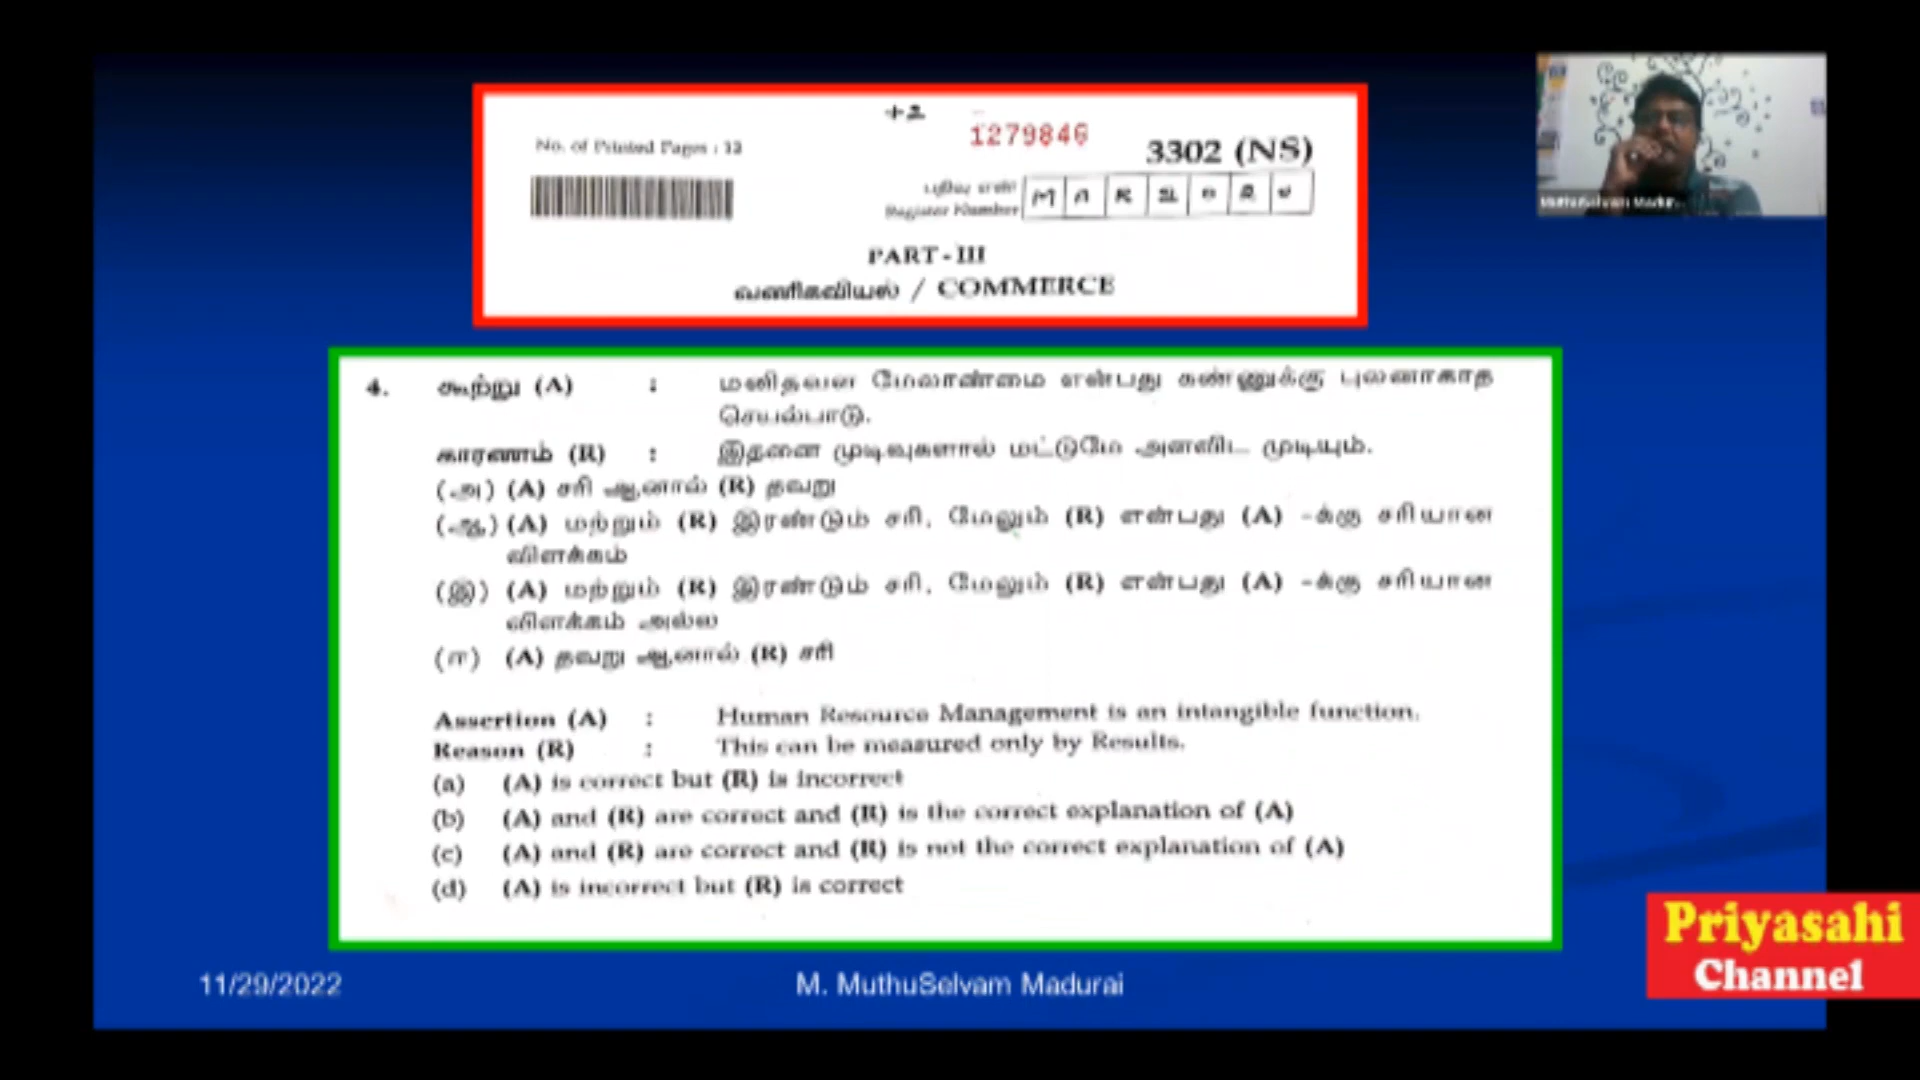 +2
1279846
No. of Printed Pages : 12
3302 (NS)
பதிவு எண்
Register Number
PART - III
வணிகவியல் / COMMERCE
4. கூற்று (A) : மனிதவள மேலாண்மை என்பது கண்ணுக்கு புலனாகாத
செயல்பாடு.
காரணம் (R) : இதனை முடிவுகளால் மட்டுமே அளவிட முடியும்.
(அ) (A) சரி ஆனால் (R) தவறு
(ஆ) (A) மற்றும் (R) இரண்டும் சரி, மேலும் (R) என்பது (A) -க்கு சரியான
விளக்கம்
(இ) (A) மற்றும் (R) இரண்டும் சரி, மேலும் (R) என்பது (A) -க்கு சரியான
விளக்கம் அல்ல
(ஈ) (A) தவறு ஆனால் (R) சரி
Assertion (A) : Human Resource Management is an intangible function.
Reason (R) : This can be measured only by Results.
(a) (A) is correct but (R) is incorrect
(b) (A) and (R) are correct and (R) is the correct explanation of (A)
(c) (A) and (R) are correct and (R) is not the correct explanation of (A)
(d) (A) is incorrect but (R) is correct
MuthuSelvam Madur...
11/29/2022
M. MuthuSelvam Madurai
Priyasahi
Channel